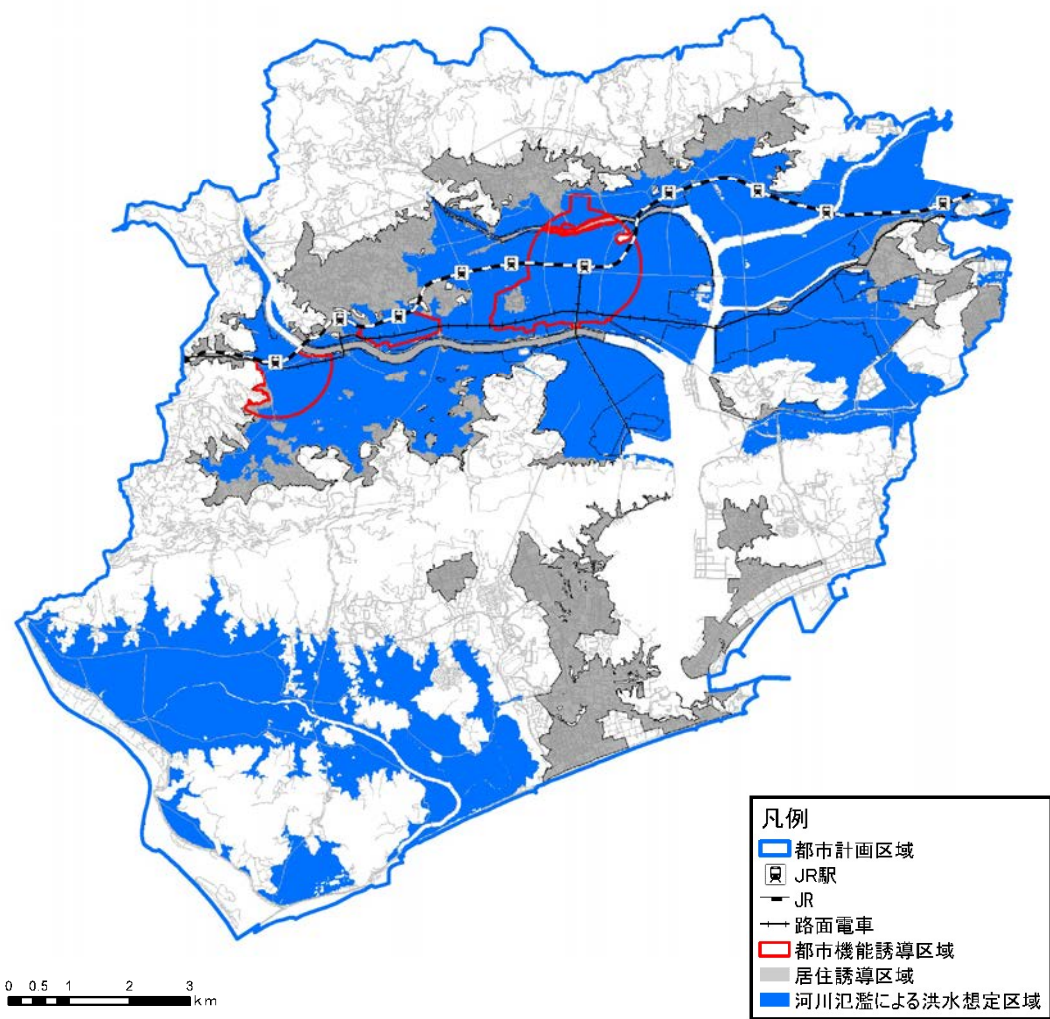 凡例
都市計画区域
JR駅
JR
路面電車
都市機能誘導区域
居住誘導区域
河川氾濫による洪水想定区域
0 0.5 1 2 3
km